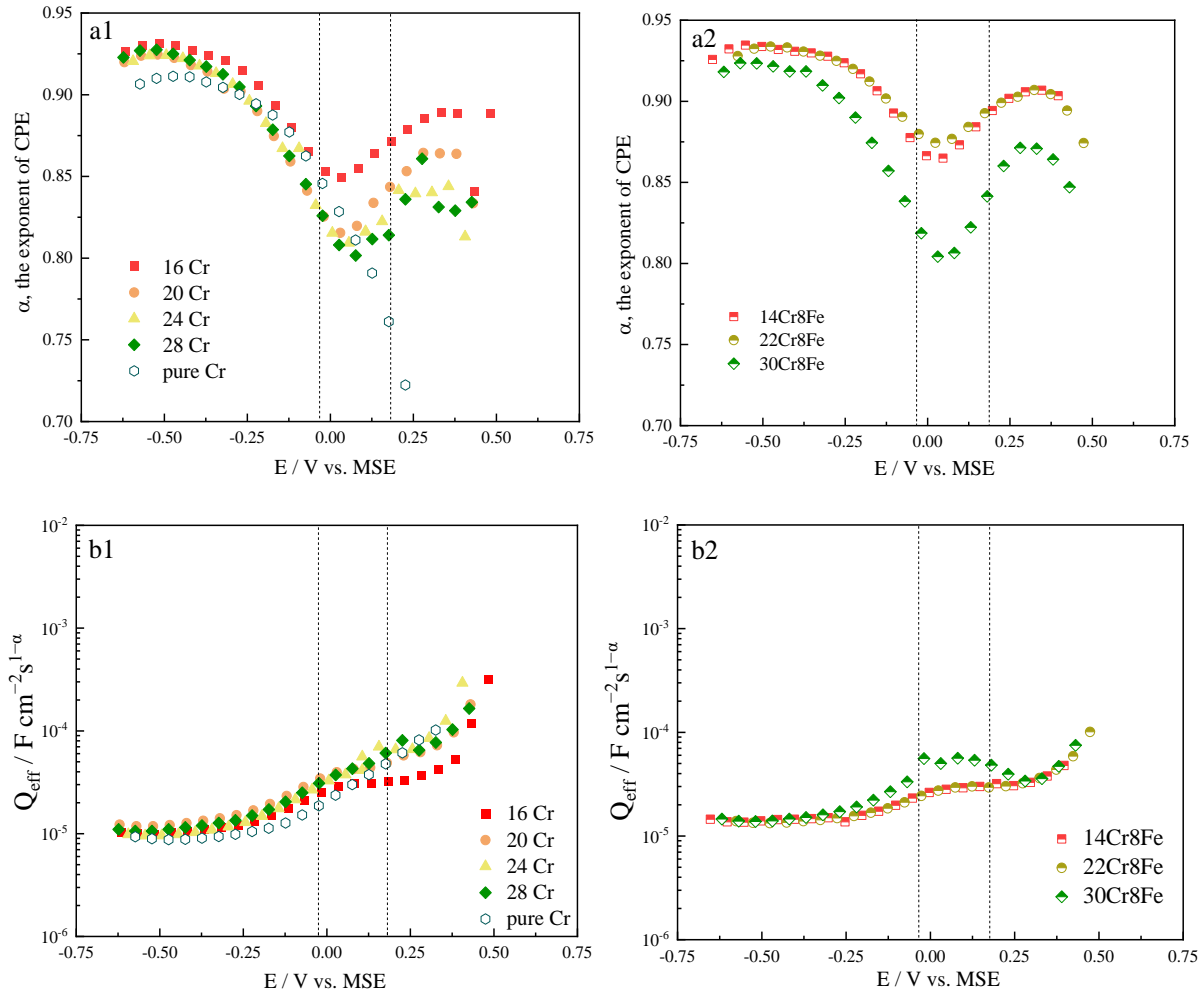 a1
0.95
0.90
0.85
0.80
0.75
0.70
α, the exponent of CPE
16 Cr
20 Cr
24 Cr
28 Cr
pure Cr
-0.75 -0.50 -0.25 0.00 0.25 0.50 0.75
E / V vs. MSE
a2
0.95
0.90
0.85
0.80
0.75
0.70
α, the exponent of CPE
14Cr8Fe
22Cr8Fe
30Cr8Fe
-0.75 -0.50 -0.25 0.00 0.25 0.50 0.75
E / V vs. MSE
b1
10⁻²
10⁻³
10⁻⁴
10⁻⁵
10⁻⁶
Q_eff / F cm⁻²s¹⁻ᵅ
16 Cr
20 Cr
24 Cr
28 Cr
pure Cr
-0.75 -0.50 -0.25 0.00 0.25 0.50 0.75
E / V vs. MSE
b2
10⁻²
10⁻³
10⁻⁴
10⁻⁵
10⁻⁶
Q_eff / F cm⁻²s¹⁻ᵅ
14Cr8Fe
22Cr8Fe
30Cr8Fe
-0.75 -0.50 -0.25 0.00 0.25 0.50 0.75
E / V vs. MSE